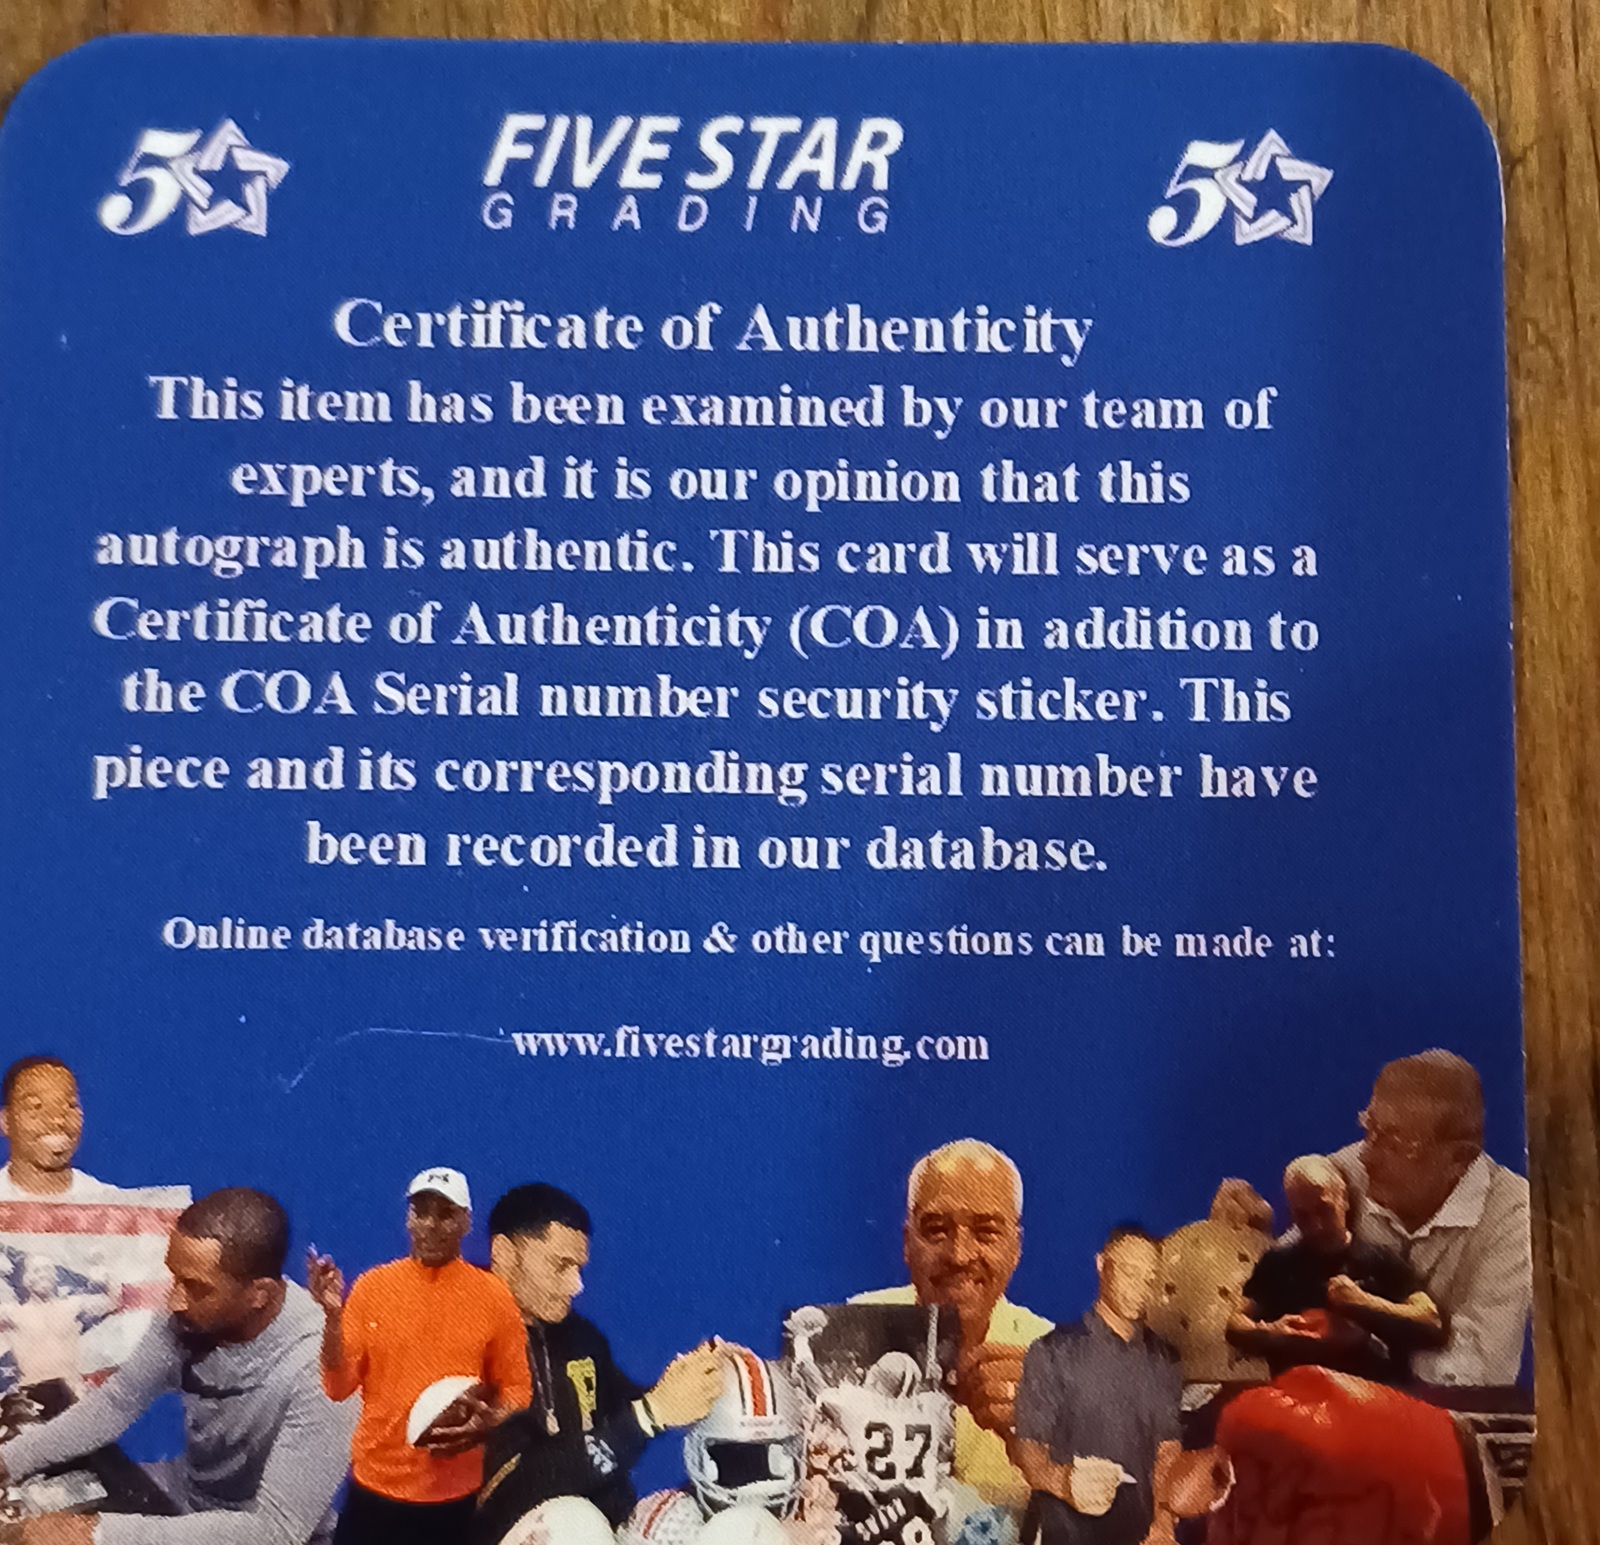 5 FIVE STAR 5
GRADING
Certificate of Authenticity
This item has been examined by our team of
experts, and it is our opinion that this
autograph is authentic. This card will serve as a
Certificate of Authenticity (COA) in addition to
the COA Serial number security sticker. This
piece and its corresponding serial number have
been recorded in our database.
Online database verification & other questions can be made at:
www.fivestargrading.com
27